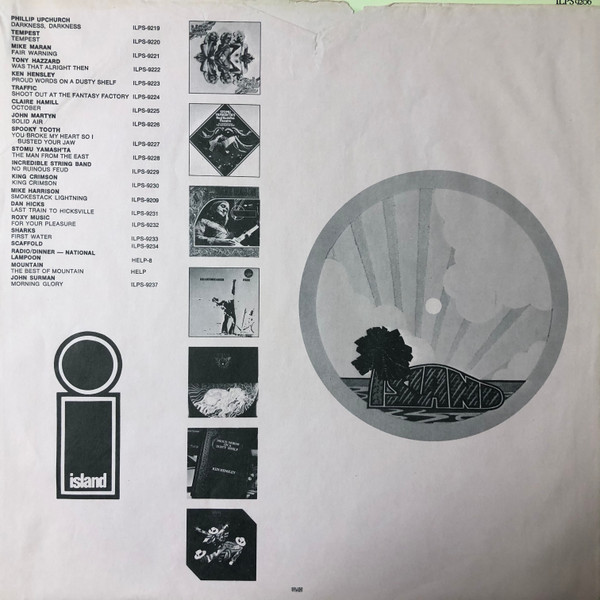 ILPS 9266
PHILLIP UPCHURCH
DARKNESS, DARKNESS ILPS-9219
TEMPEST
TEMPEST ILPS-9220
MIKE MARAN
FAIR WARNING ILPS-9221
TONY HAZZARD
WAS THAT ALRIGHT THEN ILPS-9222
KEN HENSLEY
PROUD WORDS ON A DUSTY SHELF ILPS-9223
TRAFFIC
SHOOT OUT AT THE FANTASY FACTORY ILPS-9224
CLAIRE HAMILL
OCTOBER ILPS-9225
JOHN MARTYN
SOLID AIR ILPS-9226
SPOOKY TOOTH
YOU BROKE MY HEART SO I
BUSTED YOUR JAW ILPS-9227
STOMU YAMASH'TA
THE MAN FROM THE EAST ILPS-9228
INCREDIBLE STRING BAND
NO RUINOUS FEUD ILPS-9229
KING CRIMSON
KING CRIMSON ILPS-9230
MIKE HARRISON
SMOKESTACK LIGHTNING ILPS-9209
DAN HICKS
LAST TRAIN TO HICKSVILLE ILPS-9231
ROXY MUSIC
FOR YOUR PLEASURE ILPS-9232
SHARKS
FIRST WATER ILPS-9233
SCAFFOLD ILPS-9234
RADIO/DINNER — NATIONAL
LAMPOON HELP-8
MOUNTAIN
THE BEST OF MOUNTAIN HELP
JOHN SURMAN
MORNING GLORY ILPS-9237
island
ISLAND
KEN HENSLEY